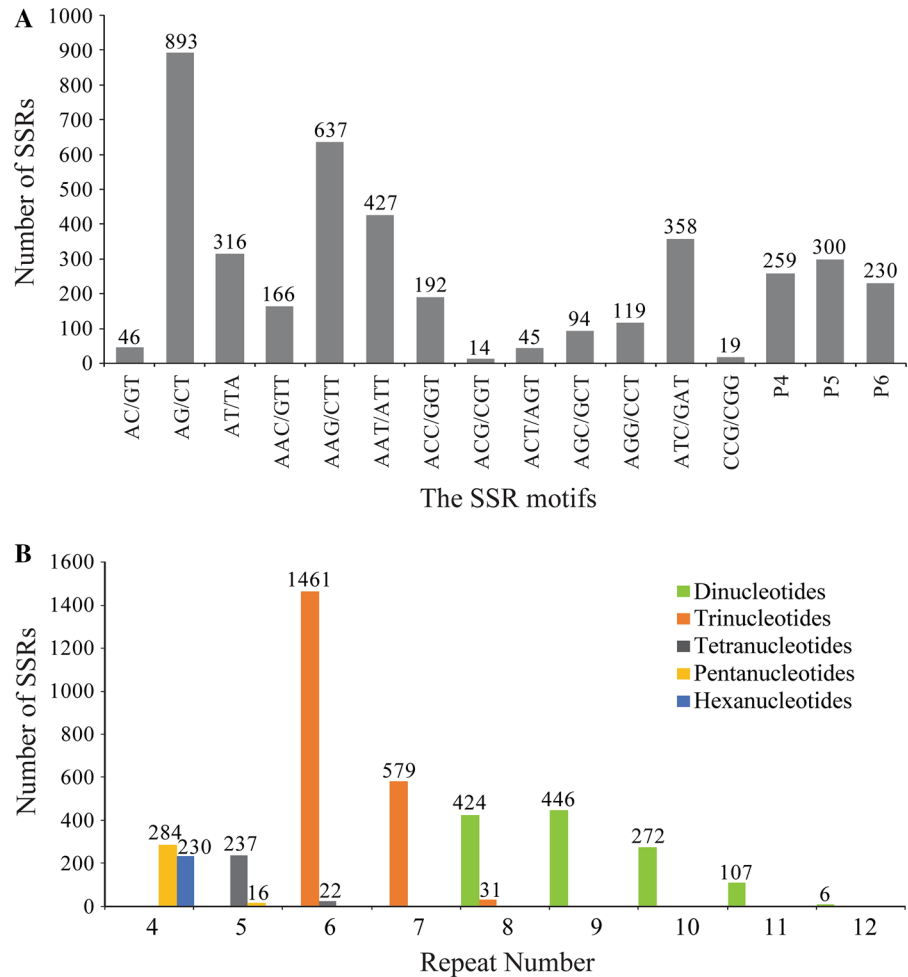 A
Number of SSRs
1000
900
800
700
600
500
400
300
200
100
0
46
893
316
166
637
427
192
14
45
94
119
358
19
259
300
230
AC/GT
AG/CT
AT/TA
AAC/GTT
AAG/CTT
AAT/ATT
ACC/GGT
ACG/CGT
ACT/AGT
AGC/GCT
AGG/CCT
ATC/GAT
CCG/CGG
P4
P5
P6
The SSR motifs
B
Number of SSRs
1600
1400
1200
1000
800
600
400
200
0
284
230
237
16
1461
22
579
424
31
446
272
107
6
Dinucleotides
Trinucleotides
Tetranucleotides
Pentanucleotides
Hexanucleotides
4 5 6 7 8 9 10 11 12
Repeat Number